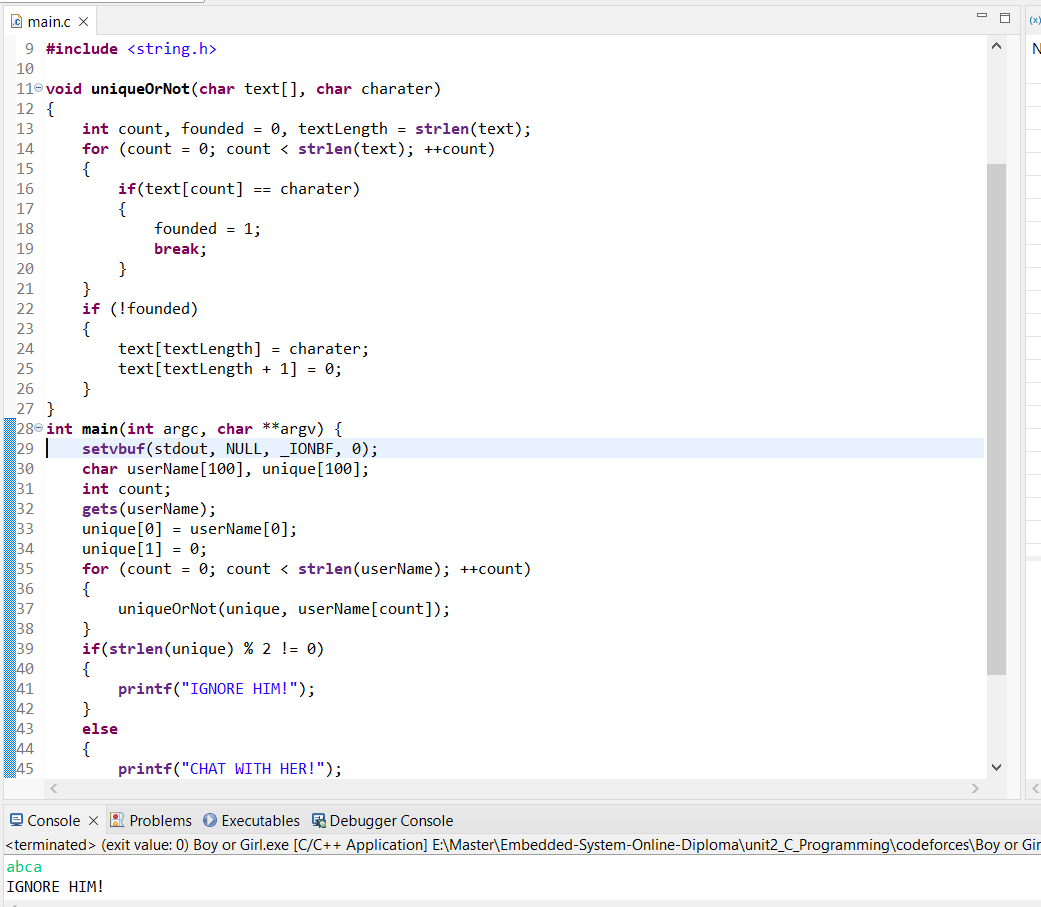 main.c
9 #include <string.h>
10
11 void uniqueOrNot(char text[], char charater)
12 {
13     int count, founded = 0, textLength = strlen(text);
14     for (count = 0; count < strlen(text); ++count)
15     {
16         if(text[count] == charater)
17         {
18             founded = 1;
19             break;
20         }
21     }
22     if (!founded)
23     {
24         text[textLength] = charater;
25         text[textLength + 1] = 0;
26     }
27 }
28 int main(int argc, char **argv) {
29     setvbuf(stdout, NULL, _IONBF, 0);
30     char userName[100], unique[100];
31     int count;
32     gets(userName);
33     unique[0] = userName[0];
34     unique[1] = 0;
35     for (count = 0; count < strlen(userName); ++count)
36     {
37         uniqueOrNot(unique, userName[count]);
38     }
39     if(strlen(unique) % 2 != 0)
40     {
41         printf("IGNORE HIM!");
42     }
43     else
44     {
45         printf("CHAT WITH HER!");
Console Problems Executables Debugger Console
<terminated> (exit value: 0) Boy or Girl.exe [C/C++ Application] E:\Master\Embedded-System-Online-Diploma\unit2_C_Programming\codeforces\Boy or Gir
abca
IGNORE HIM!